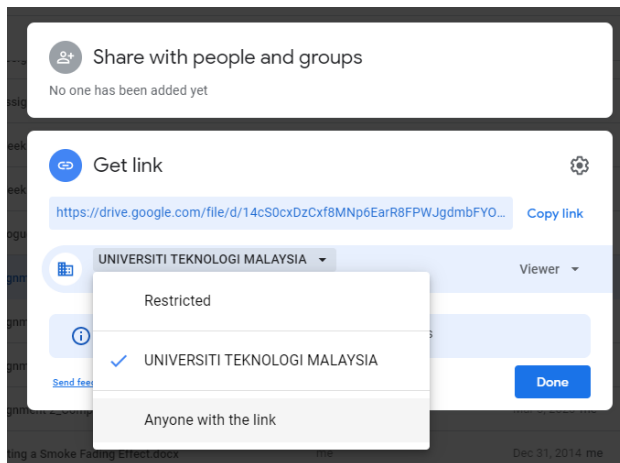 Share with people and groups
No one has been added yet
Get link
https://drive.google.com/file/d/14cS0cxDzCxf8MNp6EarR8FPWJgdmbFYO...
Copy link
UNIVERSITI TEKNOLOGI MALAYSIA
Viewer
Restricted
UNIVERSITI TEKNOLOGI MALAYSIA
Send fee
Done
Anyone with the link
ting a Smoke Fading Effect.docx me Dec 31, 2014 me